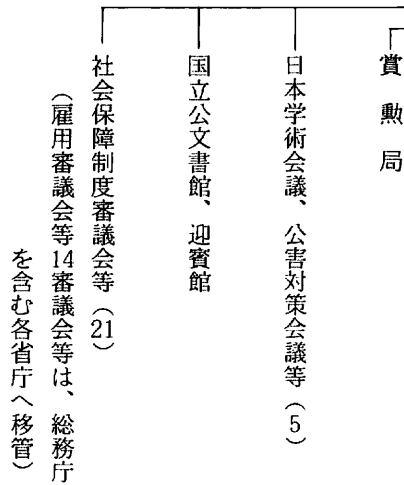 賞勲局
日本学術会議、公害対策会議等(5)
国立公文書館、迎賓館
社会保障制度審議会等(21)
(雇用審議会等14審議会等は、総務庁
を含む各省庁へ移管)